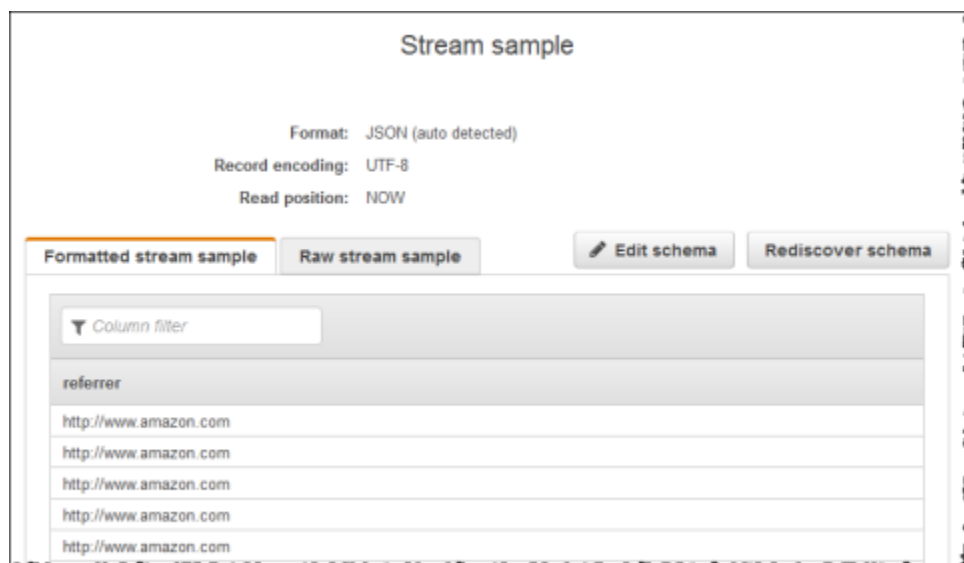 Stream sample
Format: JSON (auto detected)
Record encoding: UTF-8
Read position: NOW
Formatted stream sample Raw stream sample Edit schema Rediscover schema
Column filter
referrer
http://www.amazon.com
http://www.amazon.com
http://www.amazon.com
http://www.amazon.com
http://www.amazon.com